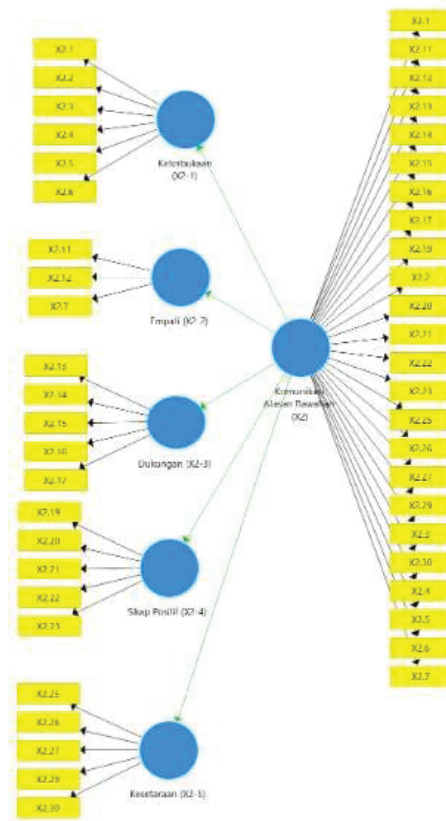 X2.1
X2.2
X2.3
X2.4
X2.5
X2.6
Keterbukaan
(X2-1)
X2.11
X2.12
X2.7
Empati (X2-2)
X2.13
X2.14
X2.15
X2.16
X2.17
Dukungan (X2-3)
X2.19
X2.20
X2.21
X2.22
X2.23
Sikap Positif (X2-4)
X2.25
X2.26
X2.27
X2.29
X2.30
Kesetaraan (X2-5)
Komunikasi
Atasan Bawahan
(X2)
X2.1
X2.11
X2.12
X2.13
X2.14
X2.15
X2.16
X2.17
X2.19
X2.2
X2.20
X2.21
X2.22
X2.23
X2.25
X2.26
X2.27
X2.29
X2.3
X2.30
X2.4
X2.5
X2.6
X2.7